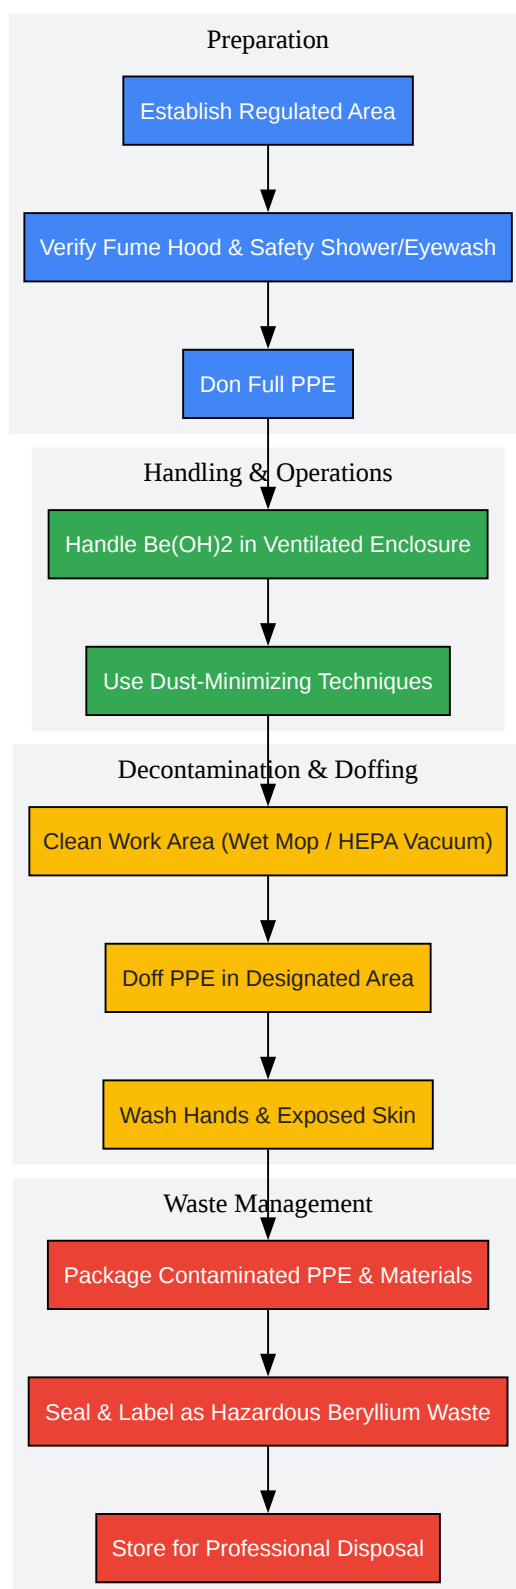 Preparation
Establish Regulated Area
Verify Fume Hood & Safety Shower/Eyewash
Don Full PPE
Handling & Operations
Handle Be(OH)2 in Ventilated Enclosure
Use Dust-Minimizing Techniques
Decontamination & Doffing
Clean Work Area (Wet Mop / HEPA Vacuum)
Doff PPE in Designated Area
Wash Hands & Exposed Skin
Waste Management
Package Contaminated PPE & Materials
Seal & Label as Hazardous Beryllium Waste
Store for Professional Disposal